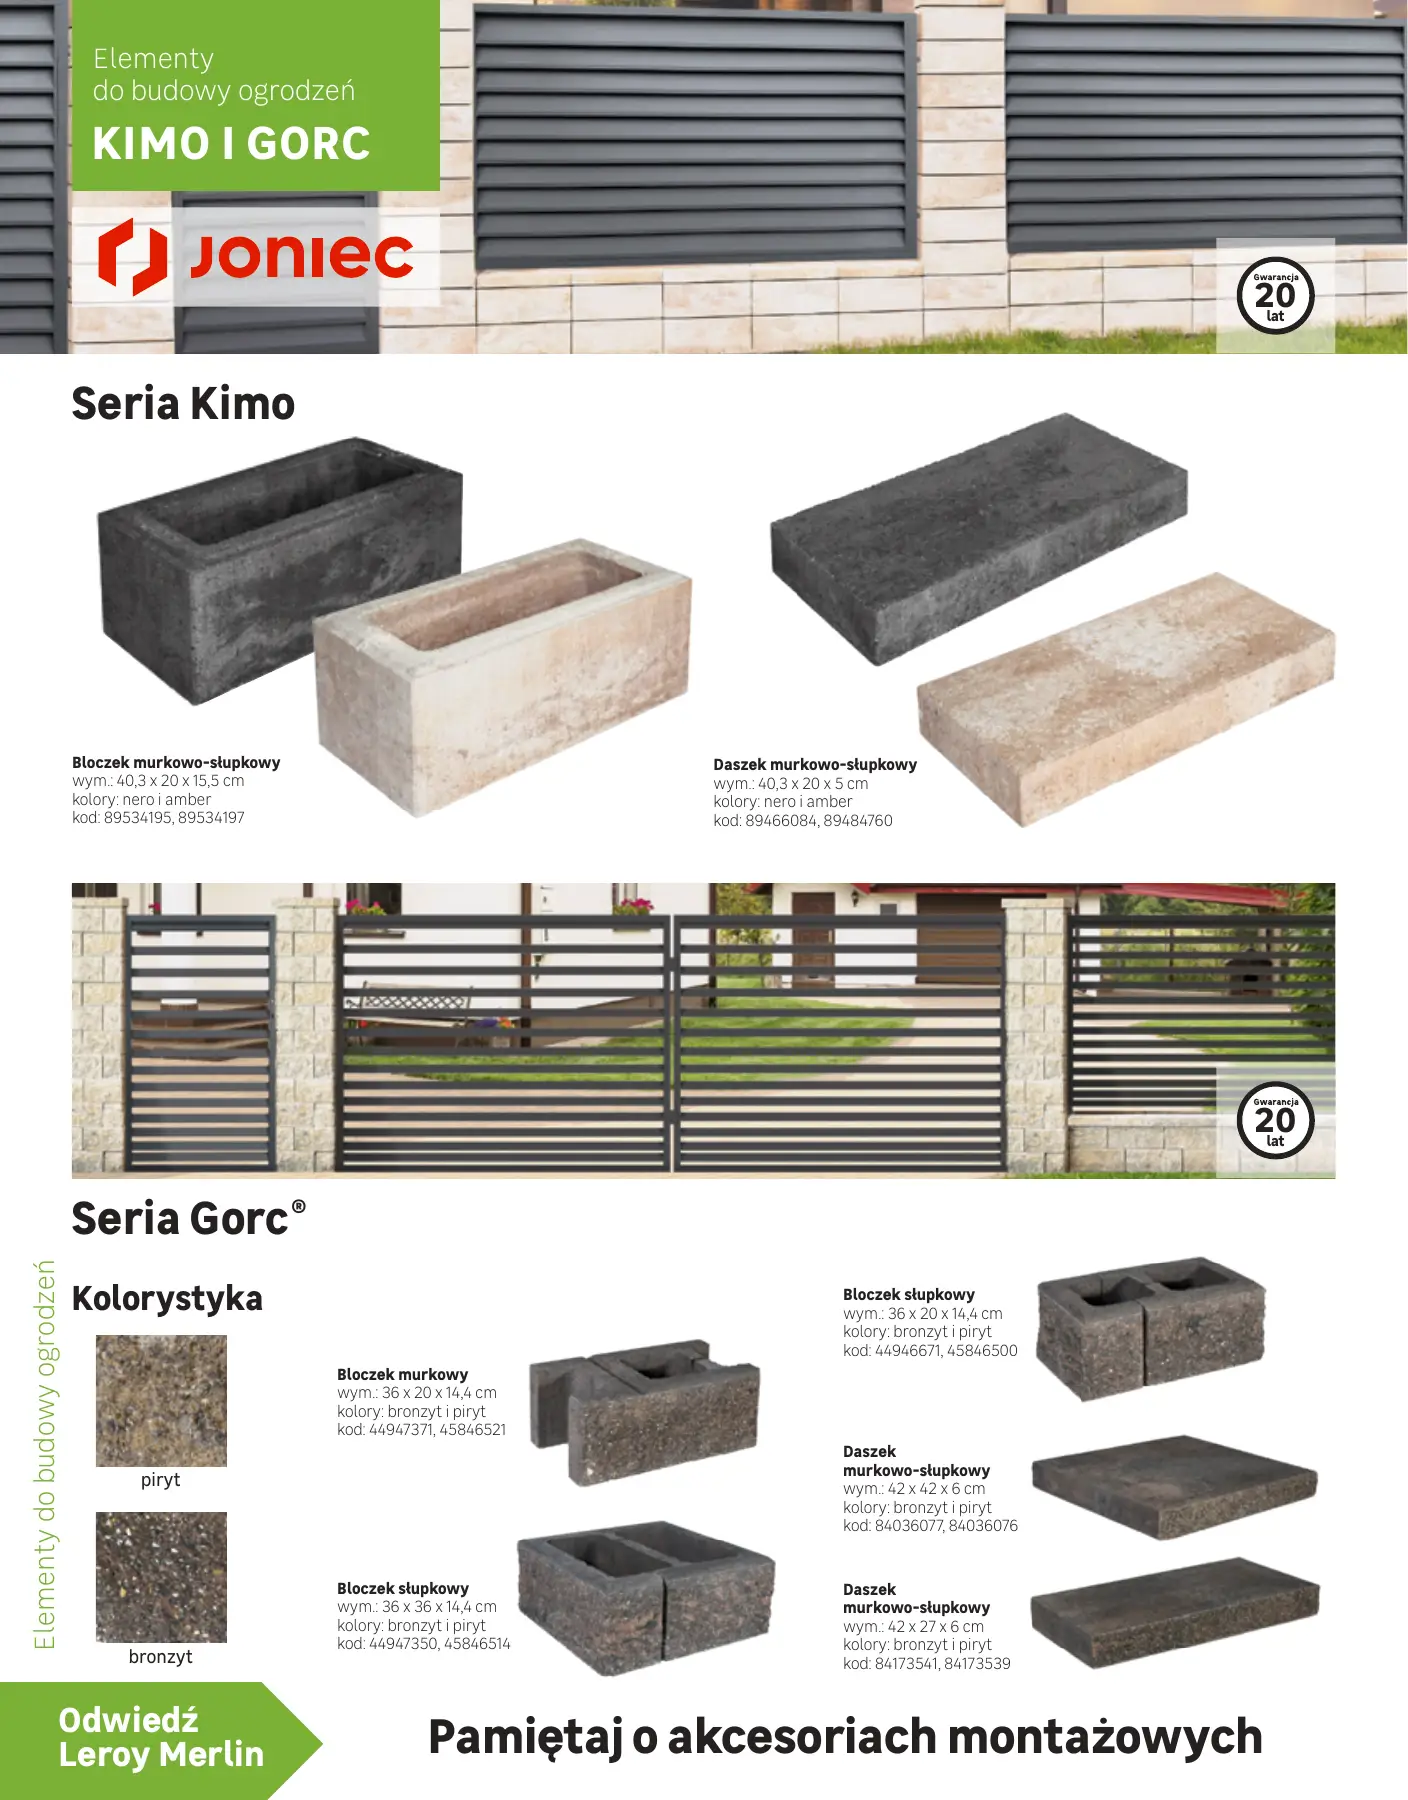 Elementy
do budowy ogrodzeń
KIMO I GORC
JONIEC
Gwarancja
20
lat
Seria Kimo
Bloczek murkowo-słupkowy
wym.: 40,3 x 20 x 15,5 cm
kolory: nero i amber
kod: 89534195, 89534197
Daszek murkowo-słupkowy
wym.: 40,3 x 20 x 5 cm
kolory: nero i amber
kod: 89466084, 89484760
Gwarancja
20
lat
Seria Gorc®
Kolorystyka
piryt
bronzyt
Bloczek murkowy
wym.: 36 x 20 x 14,4 cm
kolory: bronzyt i piryt
kod: 44947371, 45846521
Bloczek słupkowy
wym.: 36 x 36 x 14,4 cm
kolory: bronzyt i piryt
kod: 44947350, 45846514
Bloczek słupkowy
wym.: 36 x 20 x 14,4 cm
kolory: bronzyt i piryt
kod: 44946671, 45846500
Daszek
murkowo-słupkowy
wym.: 42 x 42 x 6 cm
kolory: bronzyt i piryt
kod: 84036077, 84036076
Daszek
murkowo-słupkowy
wym.: 42 x 27 x 6 cm
kolory: bronzyt i piryt
kod: 84173541, 84173539
Elementy do budowy ogrodzeń
Odwiedź
Leroy Merlin
Pamiętaj o akcesoriach montażowych